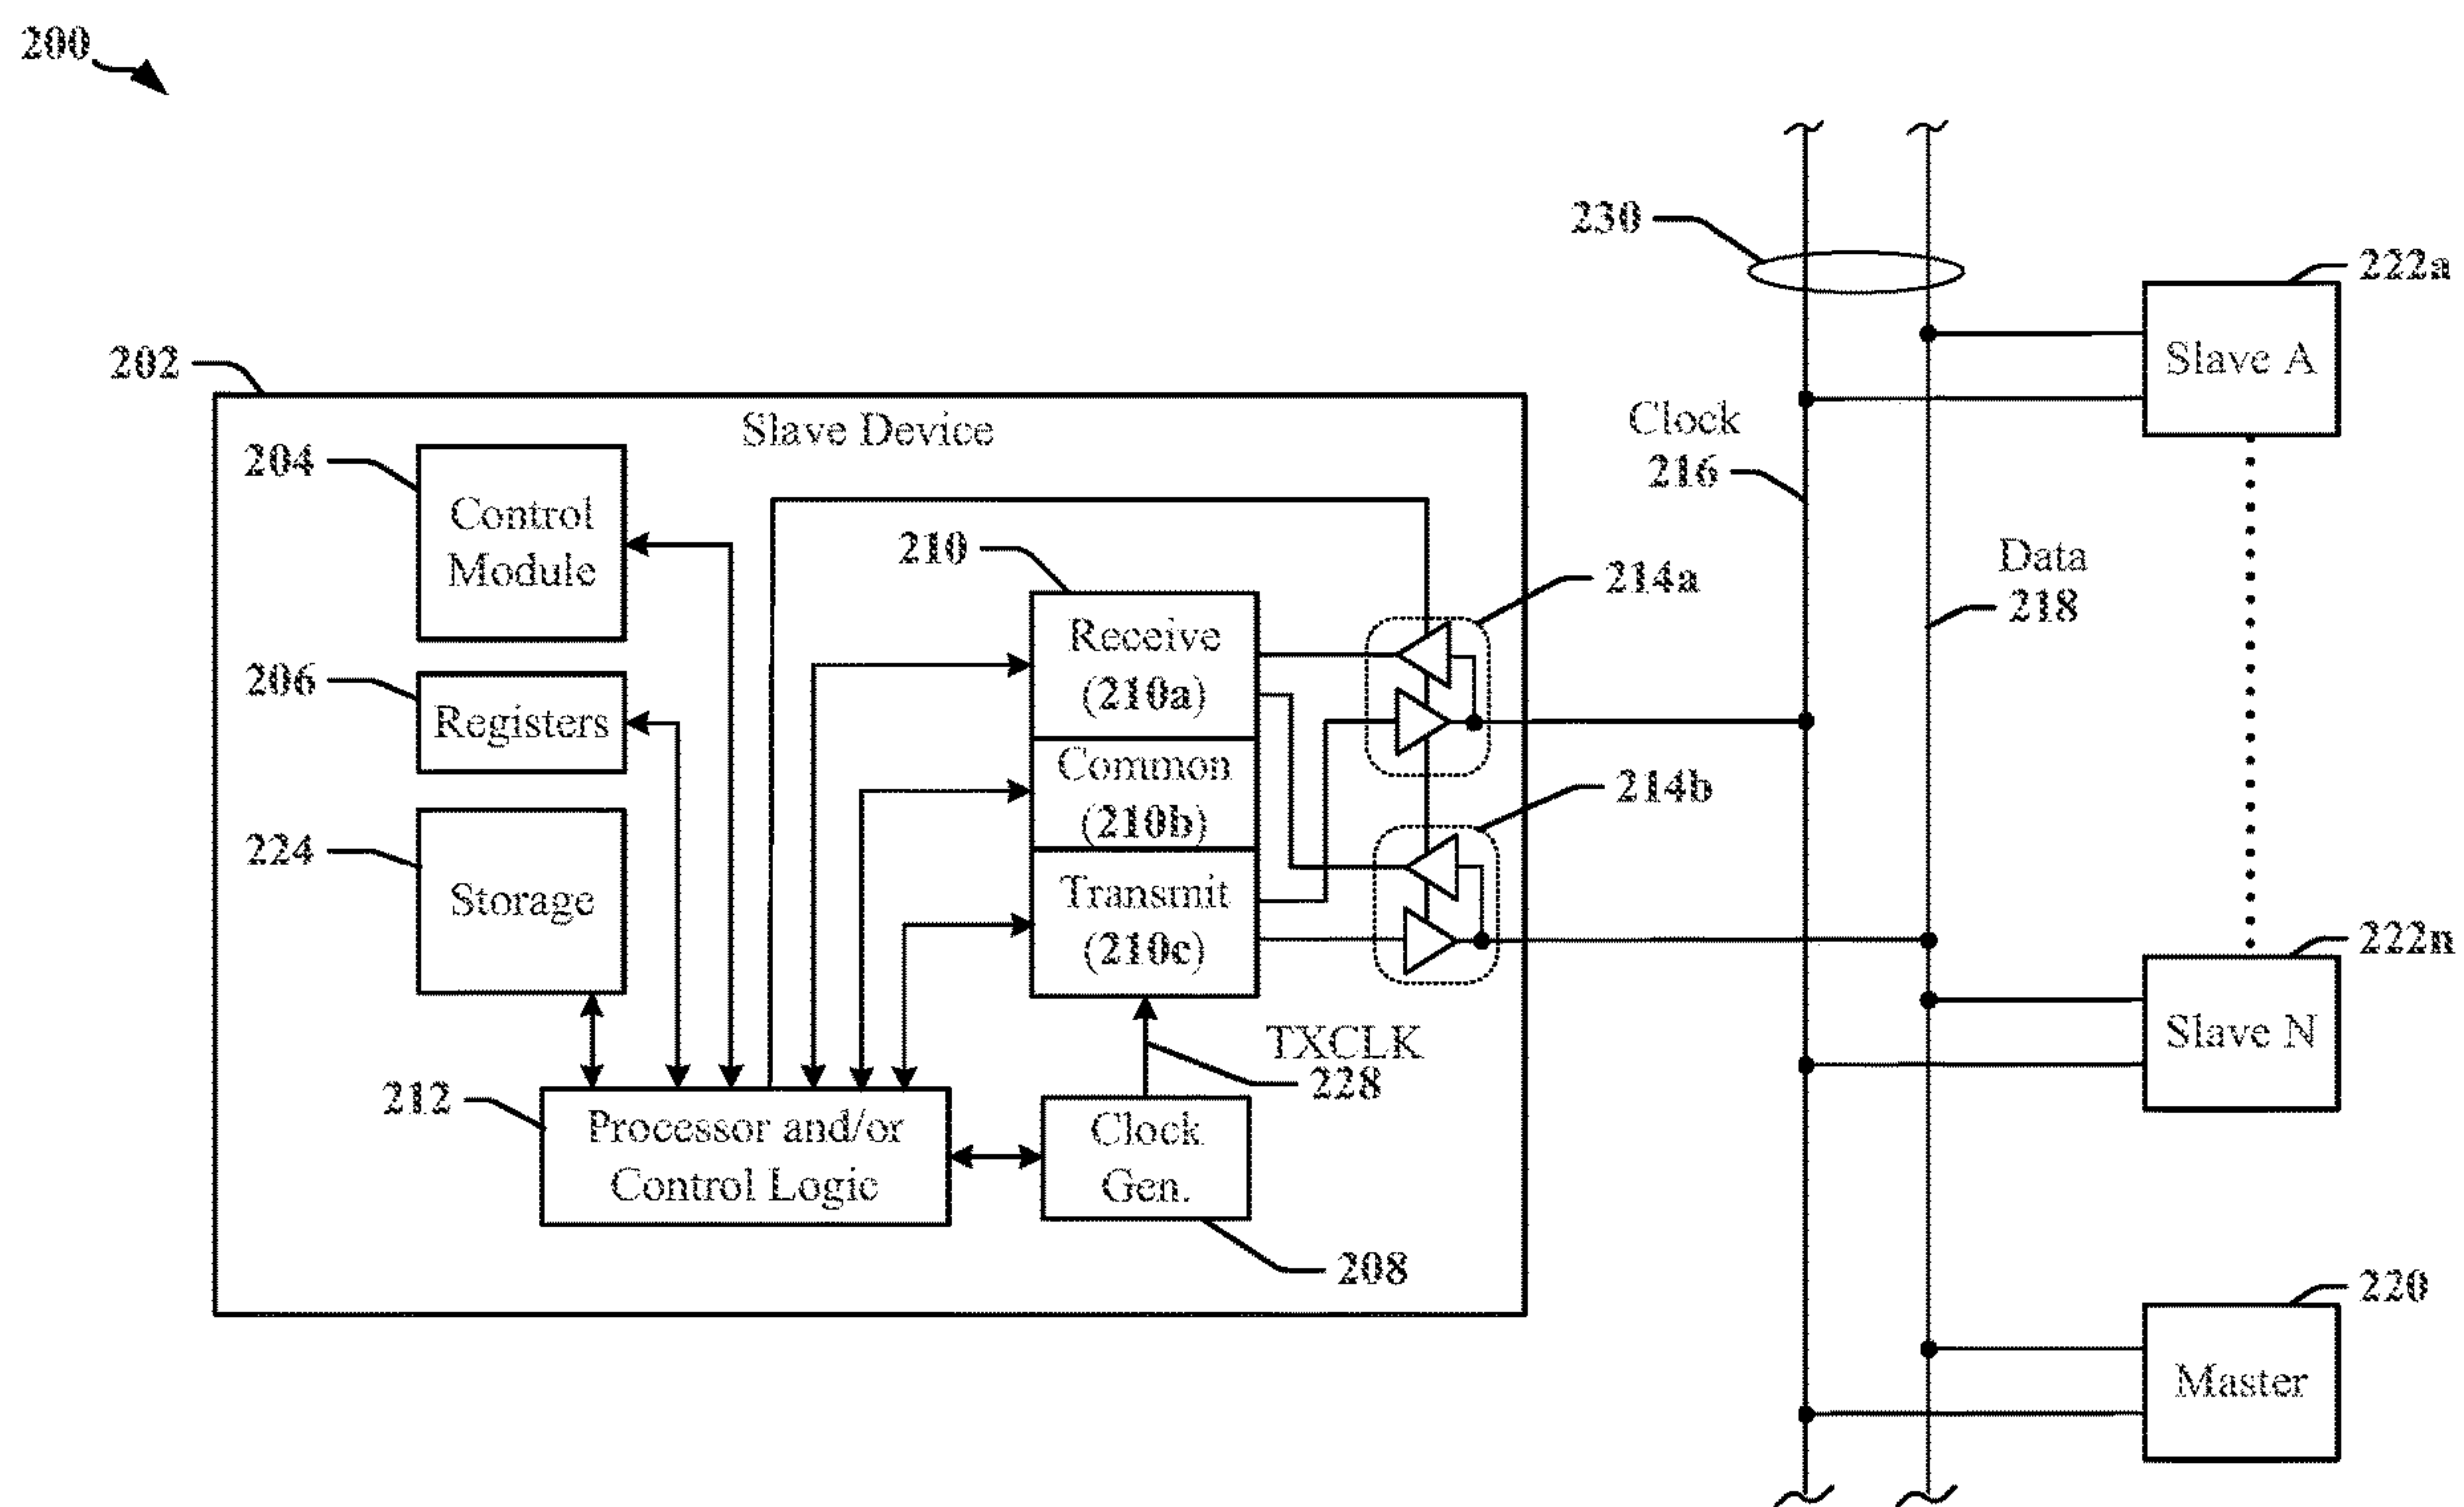 200
230
222a
Slave A
202
Slave Device
Clock
216
204
Control
Module
210
Data
218
214a
Receive
(210a)
206
Registers
Common
(210b)
214b
224
Storage
Transmit
(210c)
222n
Slave N
TXCLK
228
212
Processor and/or
Control Logic
Clock
Gen.
208
220
Master